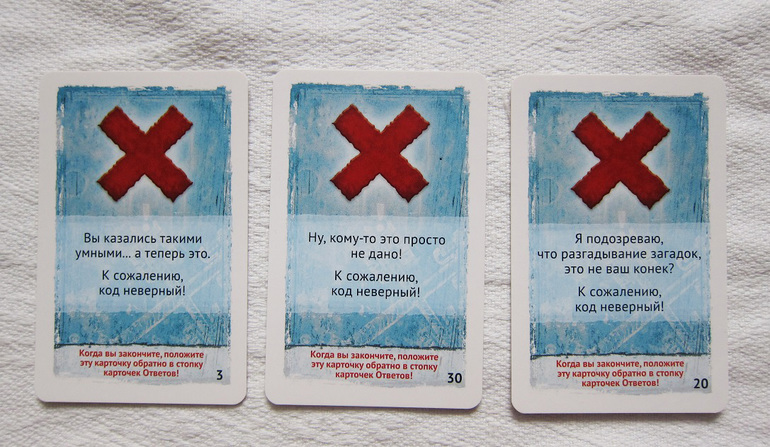 Вы казались такими
умными... а теперь это.
К сожалению,
код неверный!
Когда вы закончите, положите
эту карточку обратно в стопку
карточек Ответов!
3
Ну, кому-то это просто
не дано!
К сожалению,
код неверный!
Когда вы закончите, положите
эту карточку обратно в стопку
карточек Ответов!
30
Я подозреваю,
что разгадывание загадок,
это не ваш конек?
К сожалению,
код неверный!
Когда вы закончите, положите
эту карточку обратно в стопку
карточек Ответов!
20